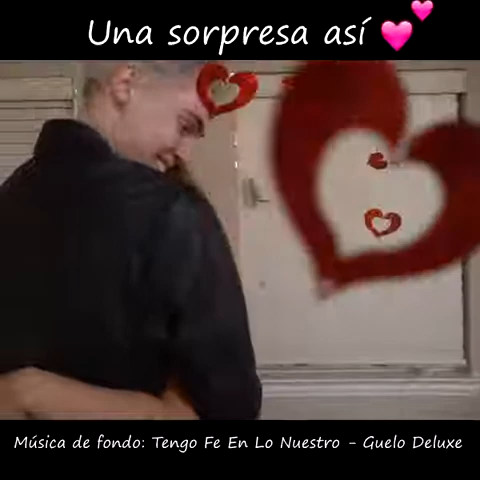 Una sorpresa así 💕
Música de fondo: Tengo Fe En Lo Nuestro - Guelo Deluxe